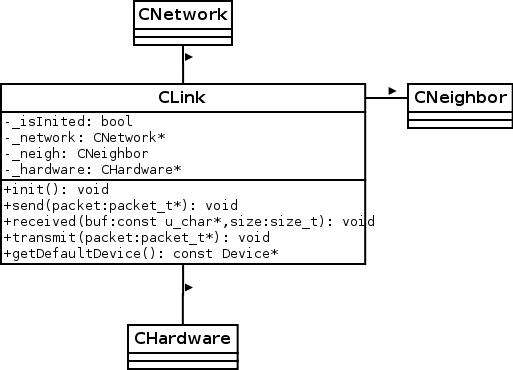 CNetwork
CLink
CNeighbor
-_isInited: bool
-_network: CNetwork*
-_neigh: CNeighbor
-_hardware: CHardware*
+init(): void
+send(packet:packet_t*): void
+received(buf:const u_char*,size:size_t): void
+transmit(packet:packet_t*): void
+getDefaultDevice(): const Device*
CHardware